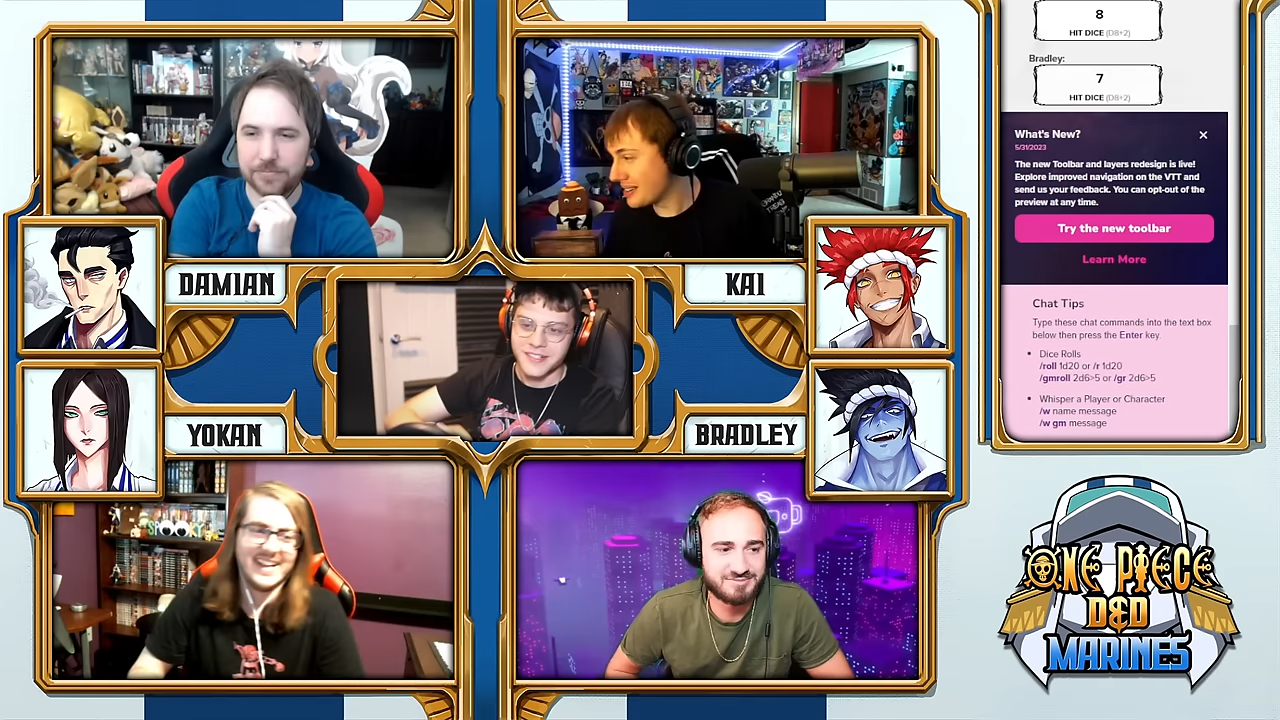 DAMIAN
KAI
YOKAN
BRADLEY
SPOOKY
8
HIT DICE (D8+2)
Bradley:
7
HIT DICE (D8+2)
What's New?
5/31/2023
The new Toolbar and layers redesign is live!
Explore improved navigation on the VTT and
send us your feedback. You can opt-out of the
preview at any time.
Try the new toolbar
Learn More
Chat Tips
Type these chat commands into the text box
below then press the Enter key.
• Dice Rolls
/roll 1d20 or /r 1d20
/gmroll 2d6>5 or /gr 2d6>5
• Whisper a Player or Character
/w name message
/w gm message
ONE PIECE
D&D
MARINES